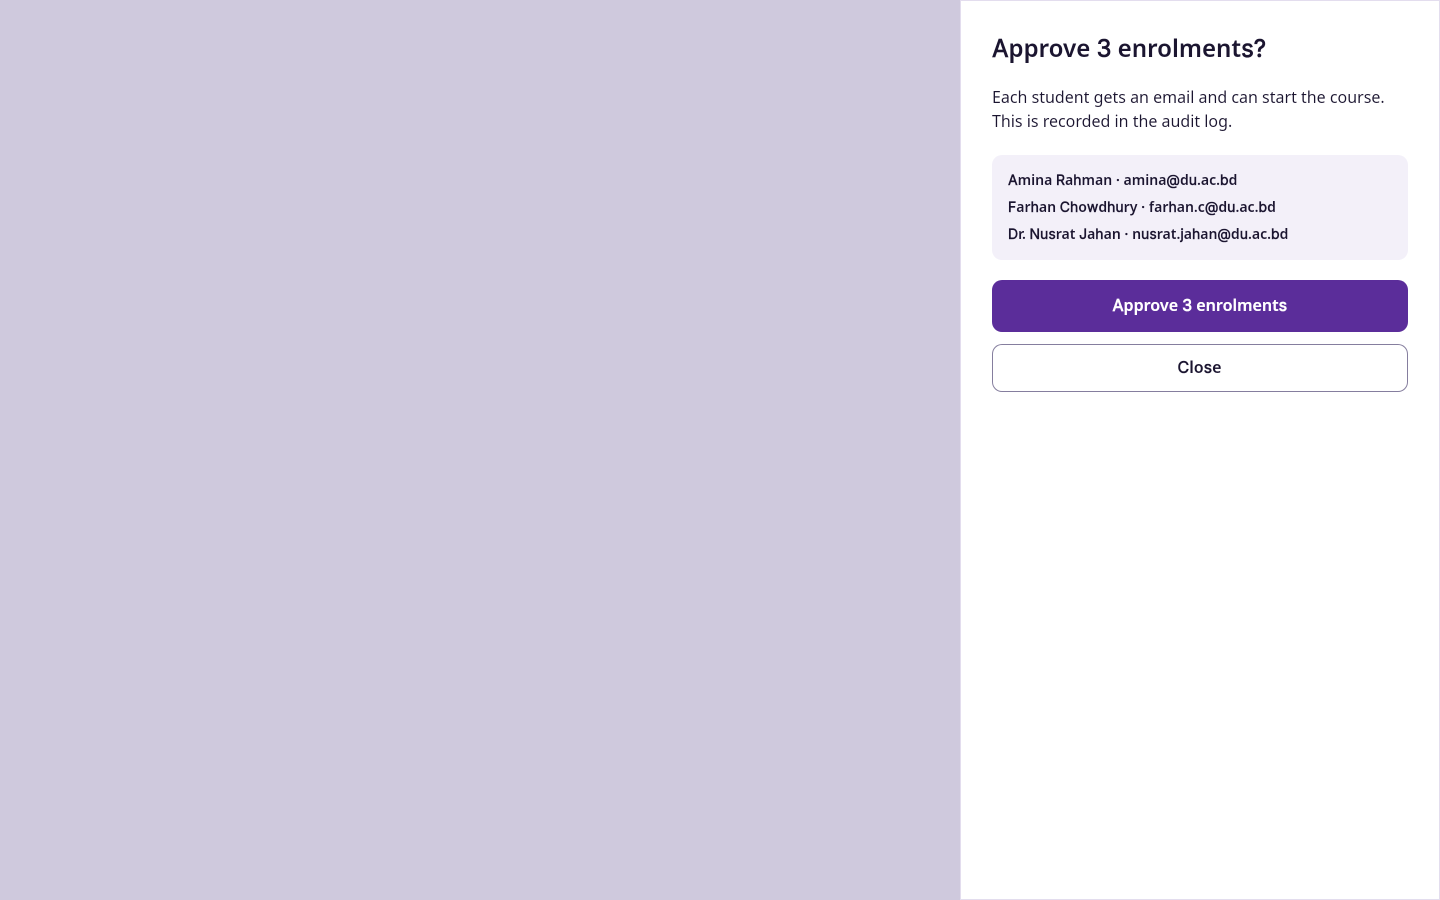 Approve 3 enrolments?
Each student gets an email and can start the course.
This is recorded in the audit log.
Amina Rahman · amina@du.ac.bd
Farhan Chowdhury · farhan.c@du.ac.bd
Dr. Nusrat Jahan · nusrat.jahan@du.ac.bd
Approve 3 enrolments
Close